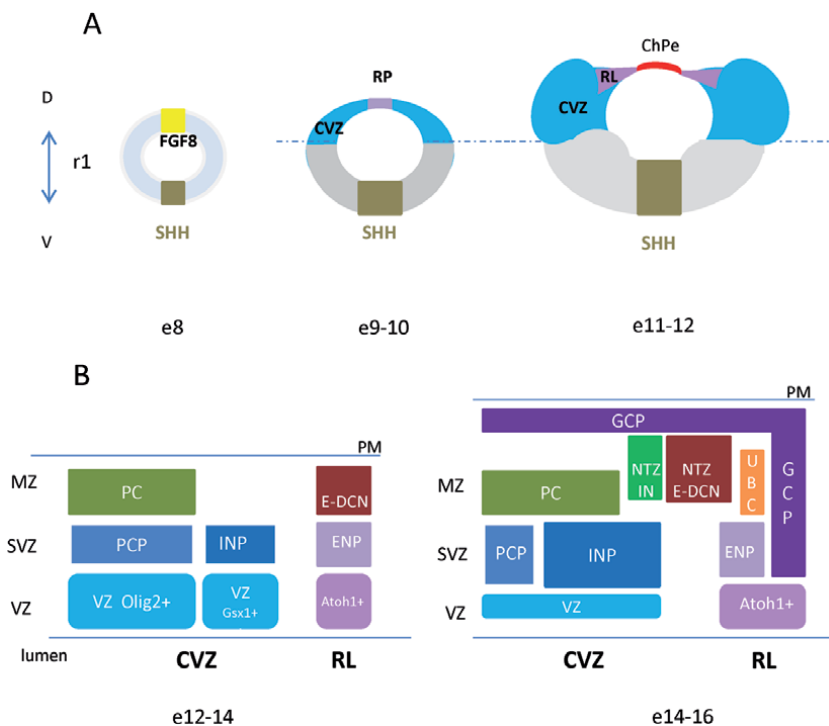 A
ChPe
RP
RL
D
CVZ
CVZ
FGF8
r1
SHH
SHH
SHH
V
e8
e9-10
e11-12
B
PM
GCP
PM
MZ
PC
E-DCN
MZ
PC
NTZ
IN
NTZ
E-DCN
U
B
C
G
C
P
SVZ
PCP
INP
ENP
SVZ
PCP
INP
ENP
VZ
VZ Olig2+
VZ
Gsx1+
Atoh1+
VZ
VZ
Atoh1+
lumen
CVZ
RL
CVZ
RL
e12-14
e14-16